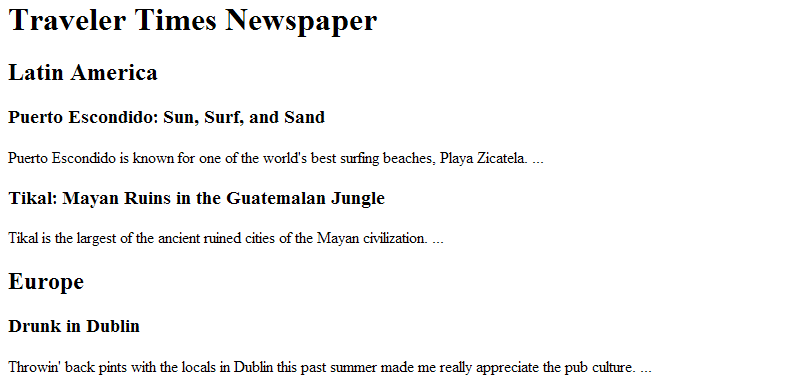 Traveler Times Newspaper
Latin America
Puerto Escondido: Sun, Surf, and Sand
Puerto Escondido is known for one of the world's best surfing beaches, Playa Zicatela. ...
Tikal: Mayan Ruins in the Guatemalan Jungle
Tikal is the largest of the ancient ruined cities of the Mayan civilization. ...
Europe
Drunk in Dublin
Throwin' back pints with the locals in Dublin this past summer made me really appreciate the pub culture. ...